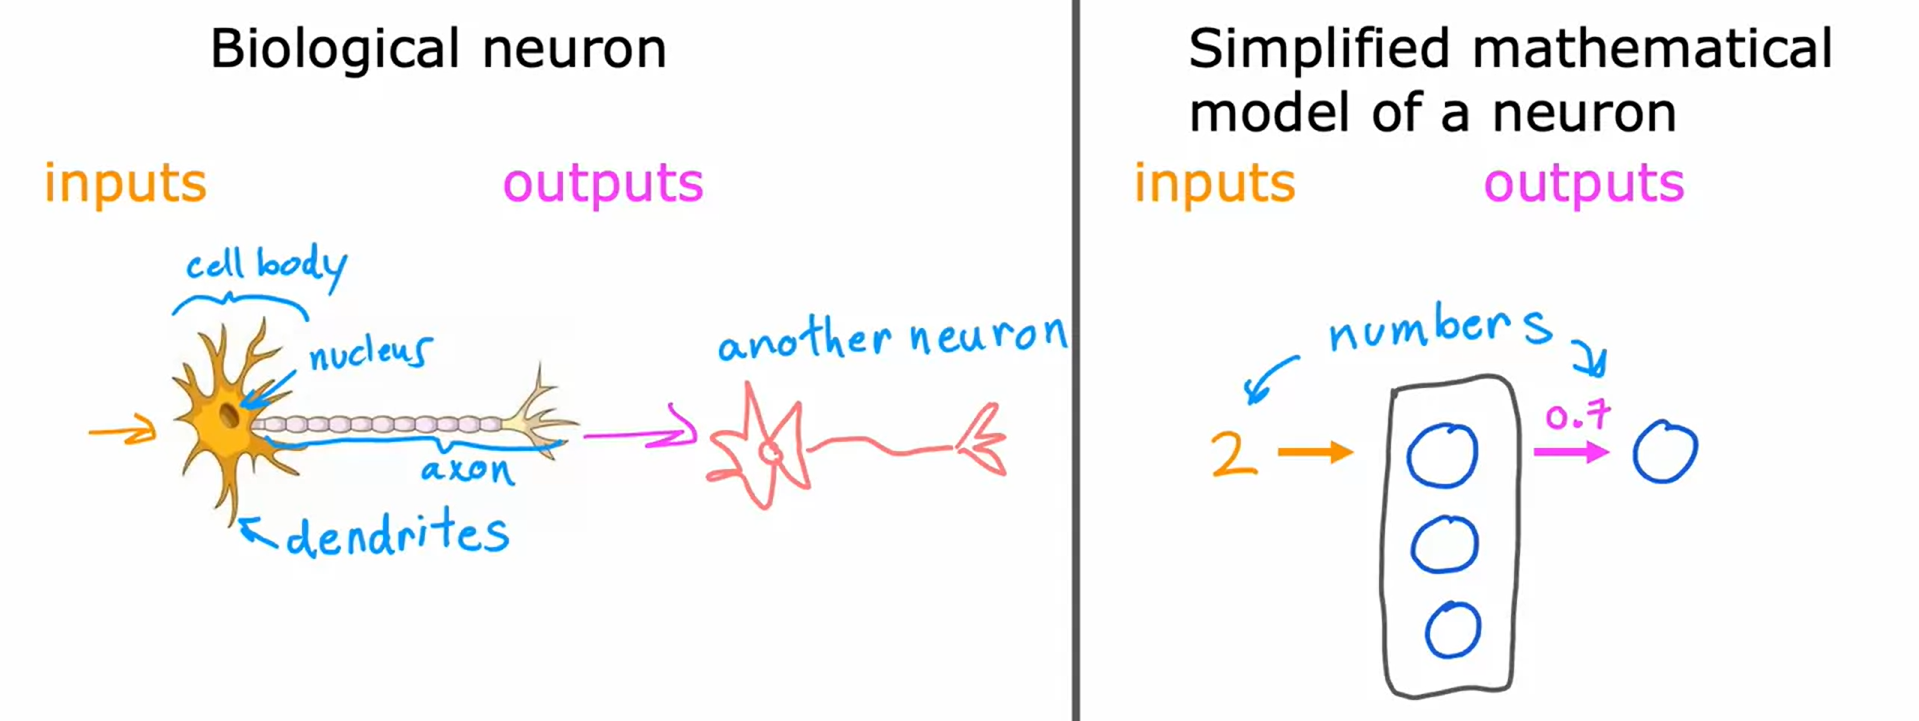 Biological neuron
inputs
outputs
cell body
nucleus
another neuron
axon
dendrites
Simplified mathematical
model of a neuron
inputs
outputs
numbers
0.7
2